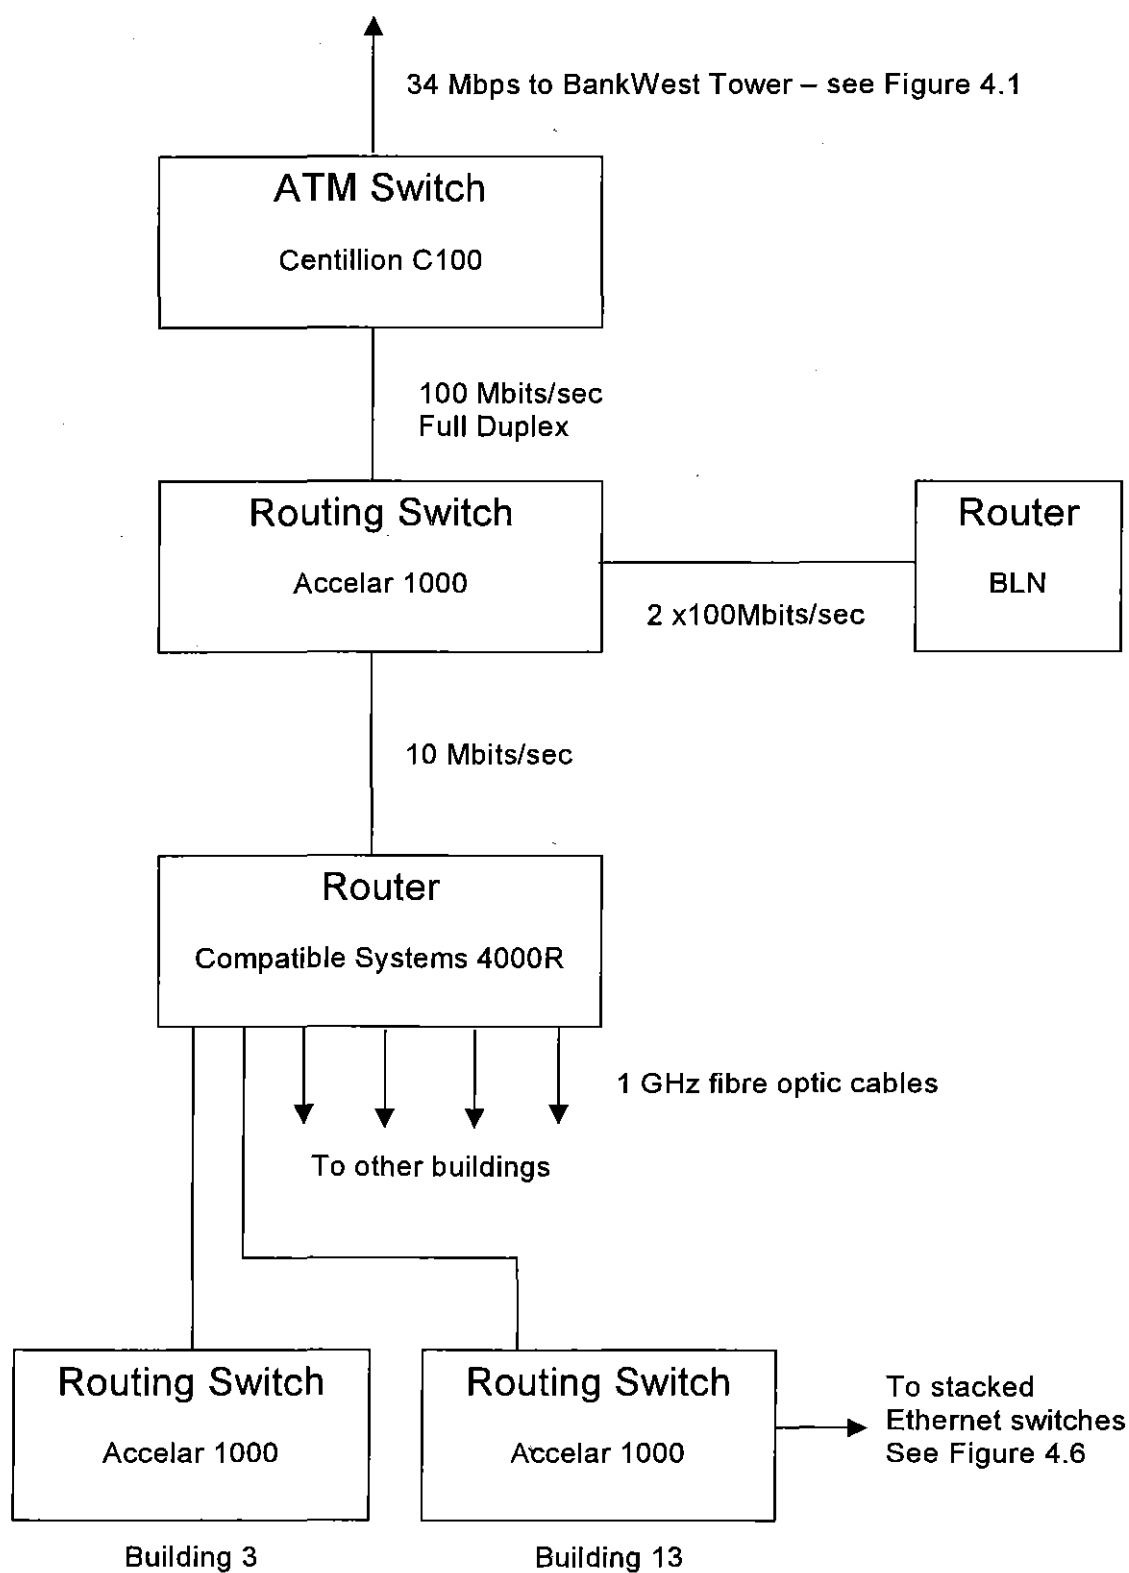 34 Mbps to BankWest Tower – see Figure 4.1
ATM Switch
Centillion C100
100 Mbits/sec
Full Duplex
Routing Switch
Accelar 1000
Router
BLN
2 x100Mbits/sec
10 Mbits/sec
Router
Compatible Systems 4000R
1 GHz fibre optic cables
To other buildings
Routing Switch
Accelar 1000
Routing Switch
Accelar 1000
To stacked
Ethernet switches
See Figure 4.6
Building 3
Building 13